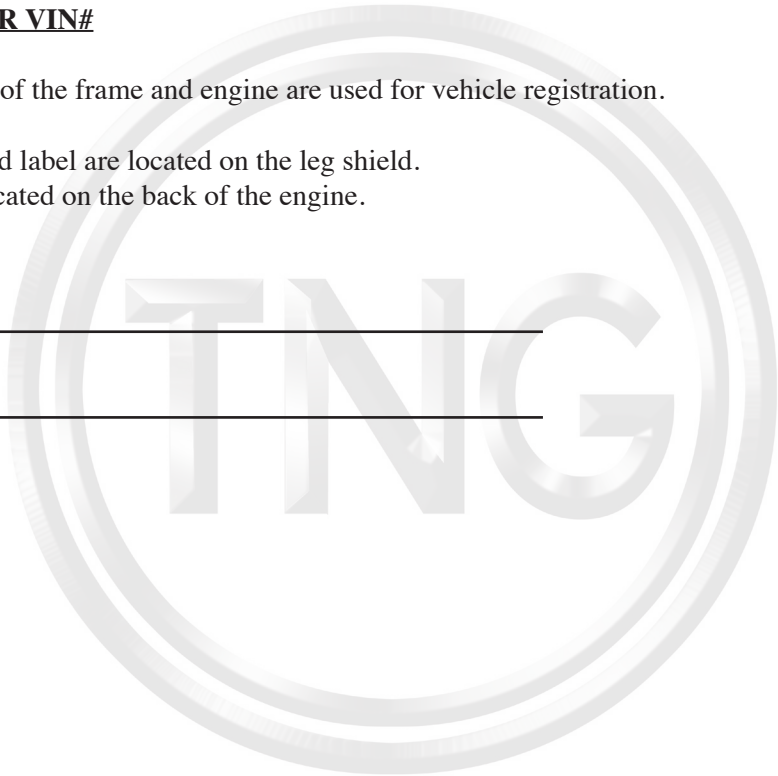 R VIN#
of the frame and engine are used for vehicle registration.
d label are located on the leg shield.
cated on the back of the engine.
TNG